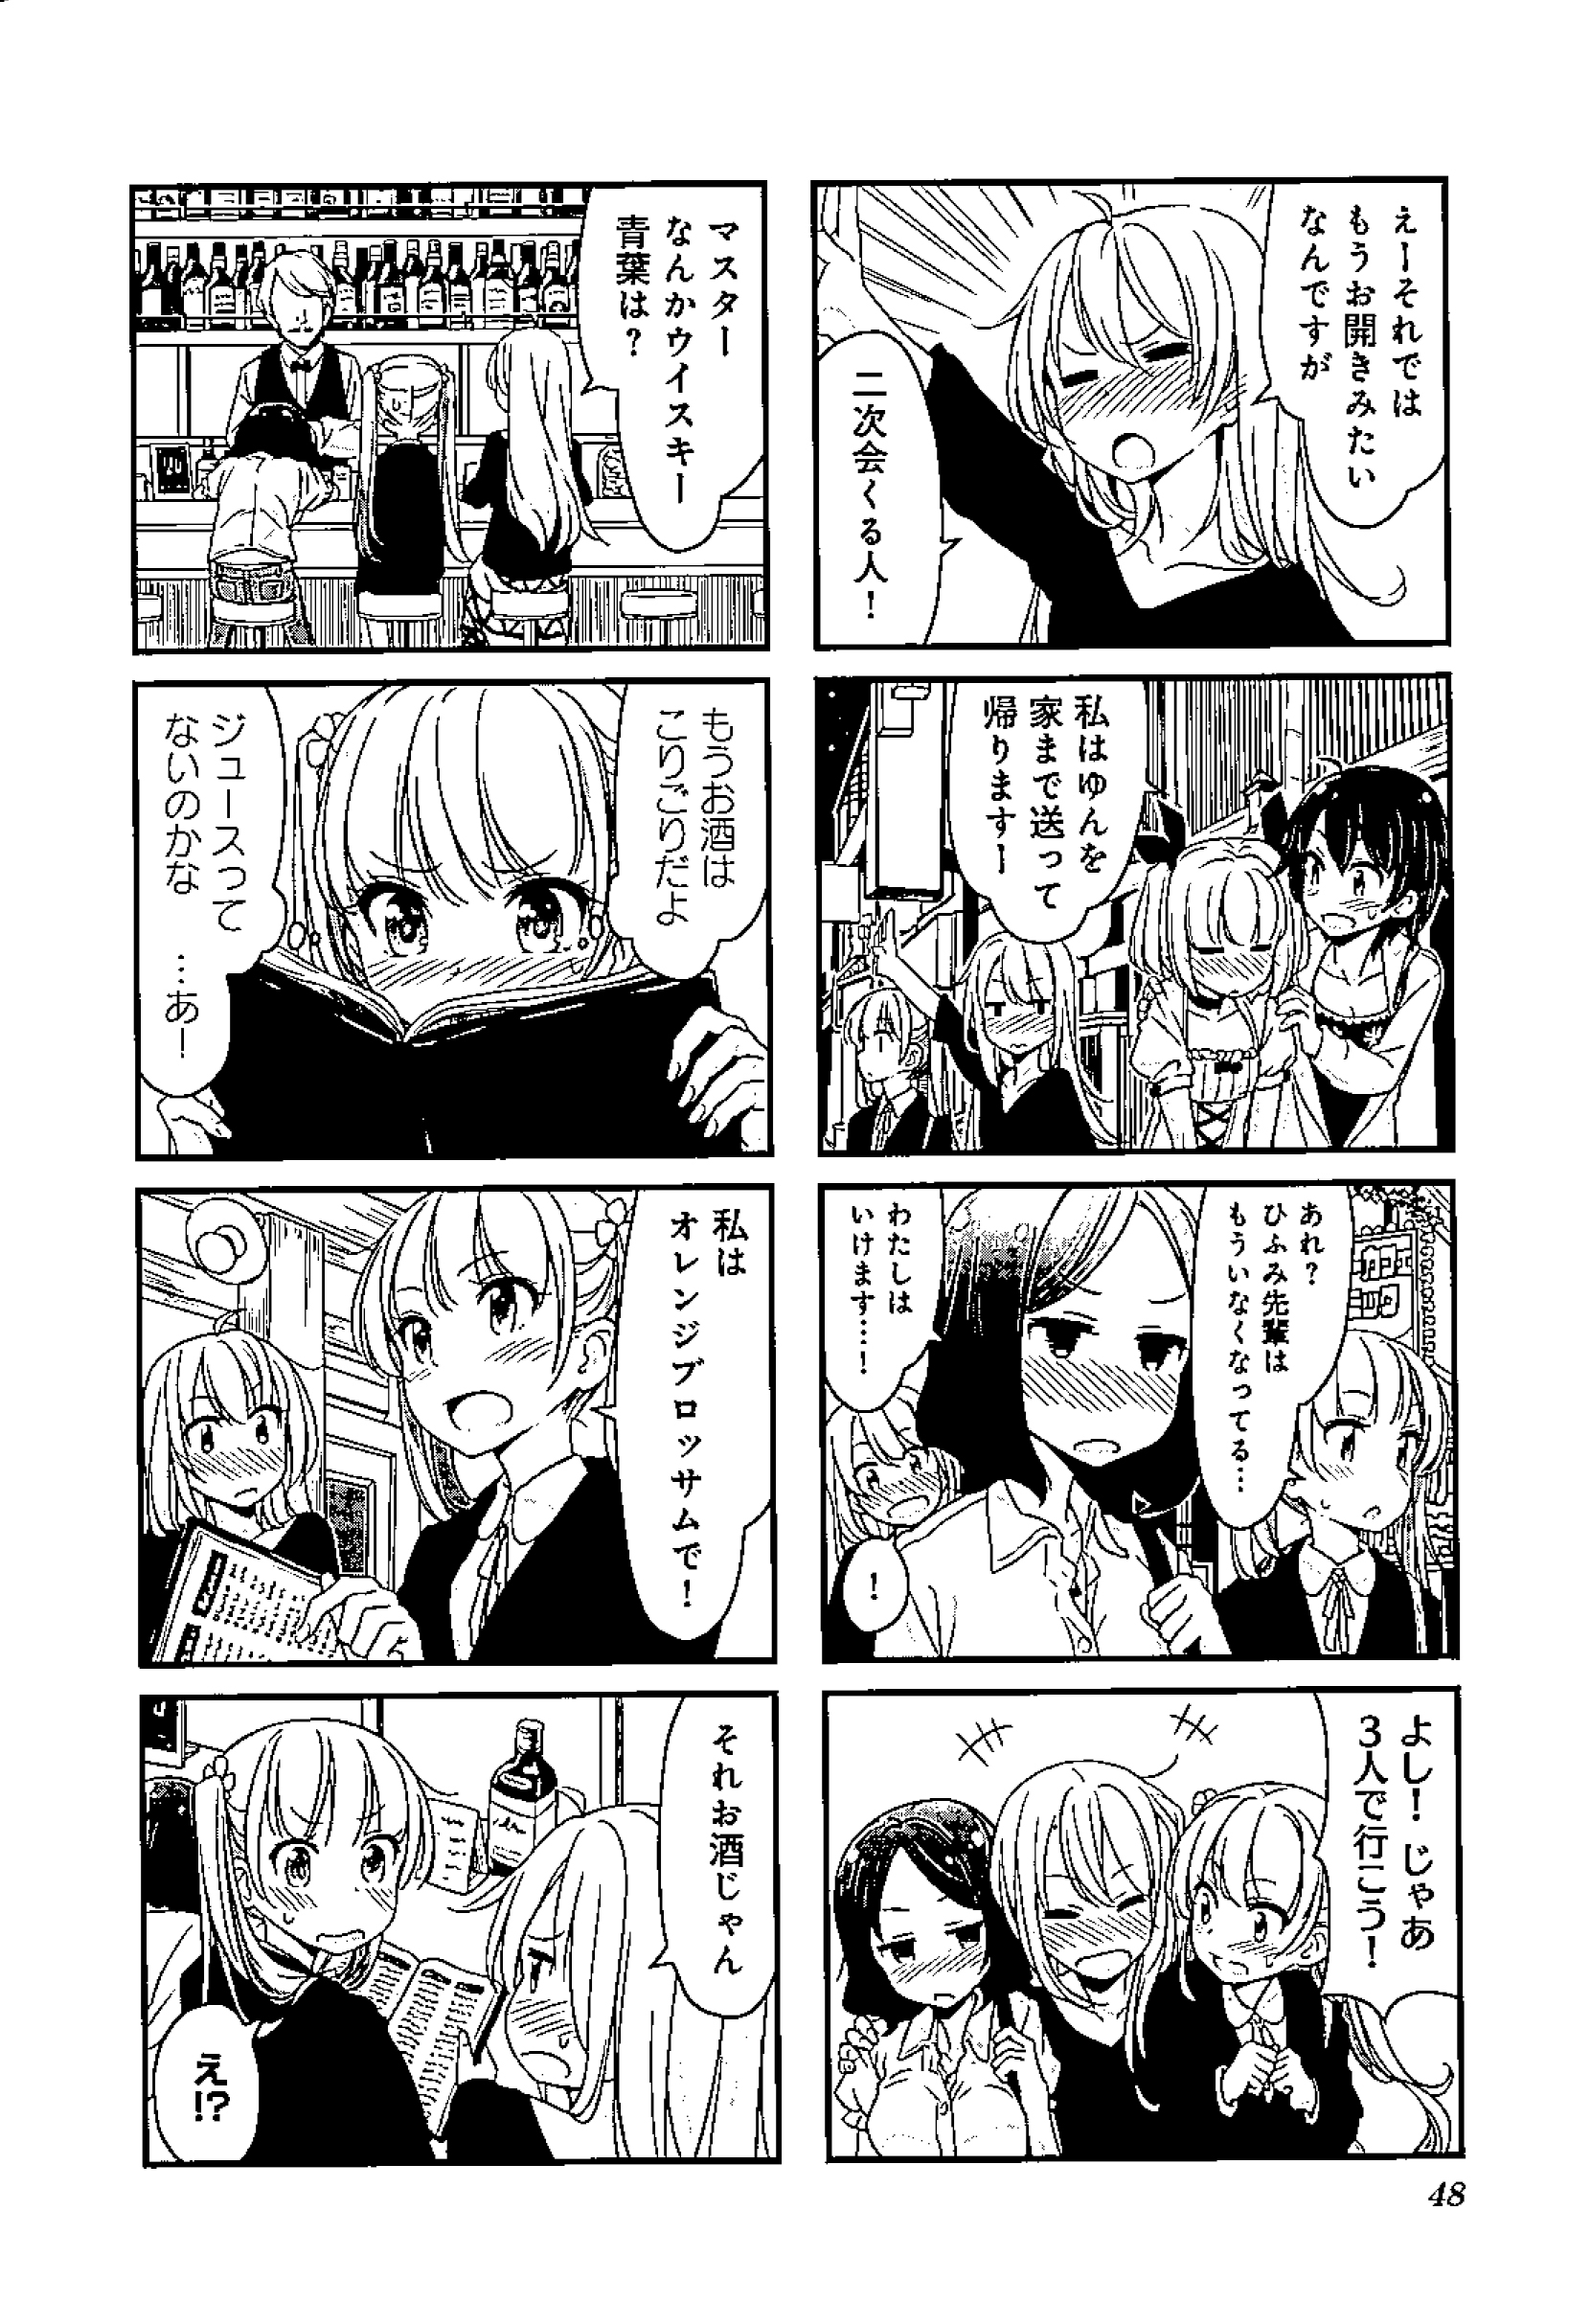 えーそれでは
もうお開きみたい
なんですが
二次会くる人！
私はゆんを
家まで送って
帰りますー
あれ？
ひふみ先輩は
もういなくなってる…
わたしは
いけます…！
！
よし！じゃあ
3人で行こう！
マスター
なんかウイスキー
青葉は？
もうお酒は
こりごりだよ
ジュースって
ないのかな
…あー
私は
オレンジブロッサムで！
それお酒じゃん
え!?
48